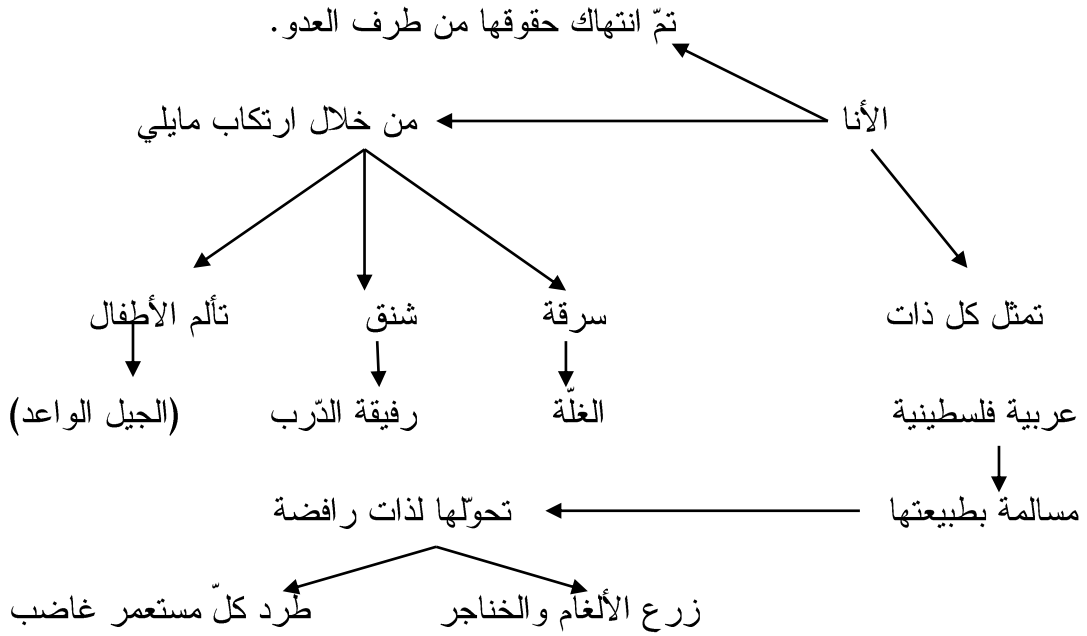 تمّ انتهاك حقوقها من طرف العدو.
الأنا من خلال ارتكاب مايلي
تمثل كل ذات سرقة شنق تألم الأطفال
عربية فلسطينية الغلّة رفيقة الدّرب (الجيل الواعد)
مسالمة بطبيعتها تحوّلها لذات رافضة
زرع الألغام والخناجر طرد كلّ مستعمر غاضب